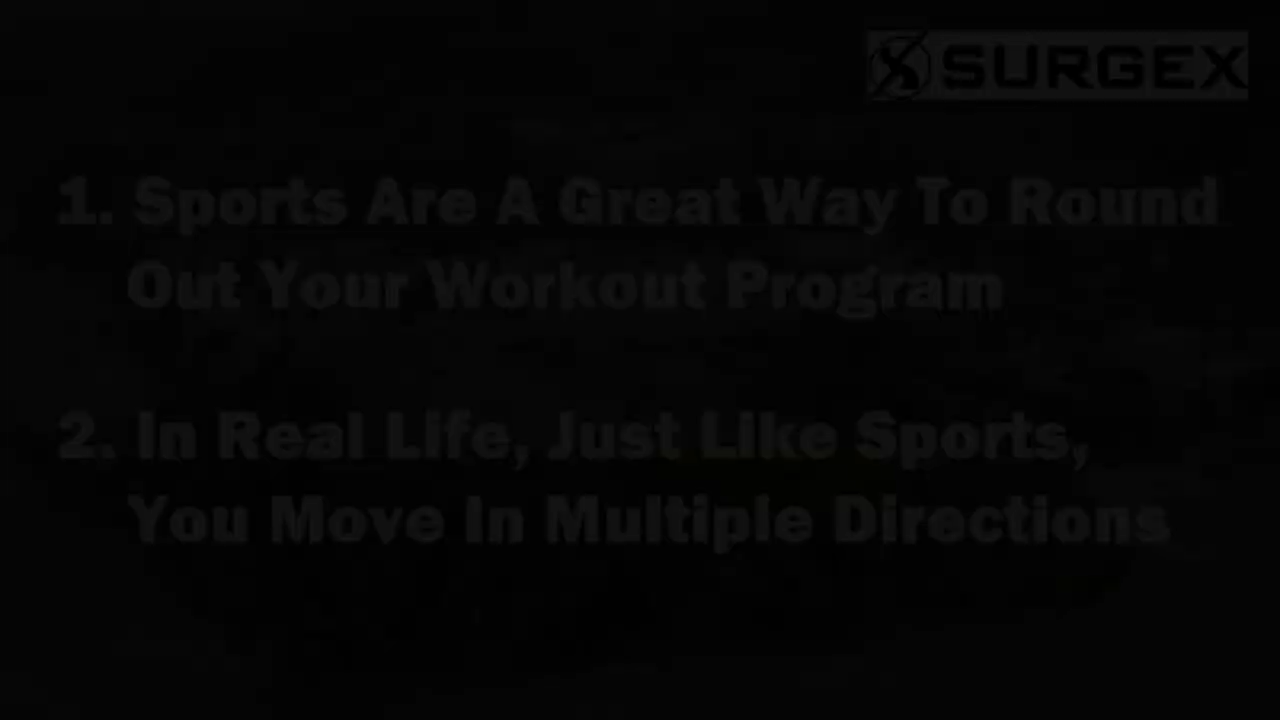 SURGEX
1. Sports Are A Great Way To Round
Out Your Workout Program
2. In Real Life, Just Like Sports,
You Move In Multiple Directions